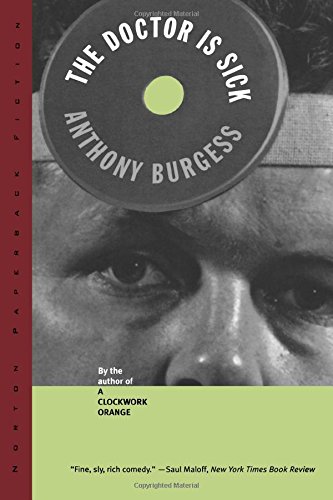 THE DOCTOR IS SICK
ANTHONY BURGESS
NORTON PAPERBACK FICTION
By the
author of
A
CLOCKWORK
ORANGE
"Fine, sly, rich comedy." —Saul Maloff, New York Times Book Review